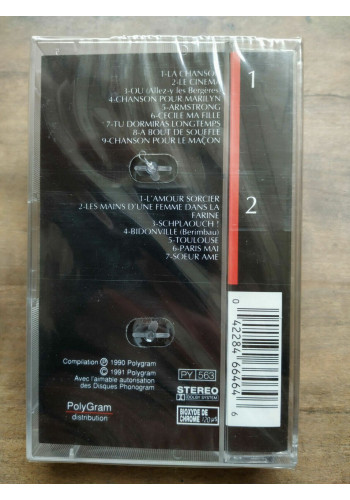 1-LA CHANSON
2-LE CINEMA
1-OU (Allez-y les Bergères)
4-CHANSON POUR MARILYN
5-ARMSTRONG
6-CECILE MA FILLE
7-TU DORMIRAS LONGTEMPS
8-A BOUT DE SOUFFLE
9-CHANSON POUR LE MAÇON
1
1-L'AMOUR SORCIER
2-LES MAINS D'UNE FEMME DANS LA
FARINE
3-SCHPLAOUCH !
4-BIDONVILLE (Berimbau)
5-TOULOUSE
6-PARIS MAI
7-SOEUR AME
2
Compilation Ⓟ 1990 Polygram
© 1991 Polygram
Avec l'aimable autorisation
des Disques Phonogram
PolyGram
distribution
PY 563
STEREO
DOLBY SYSTEM
BIOXYDE DE
CHROME 120µs
0 42284 66464 6